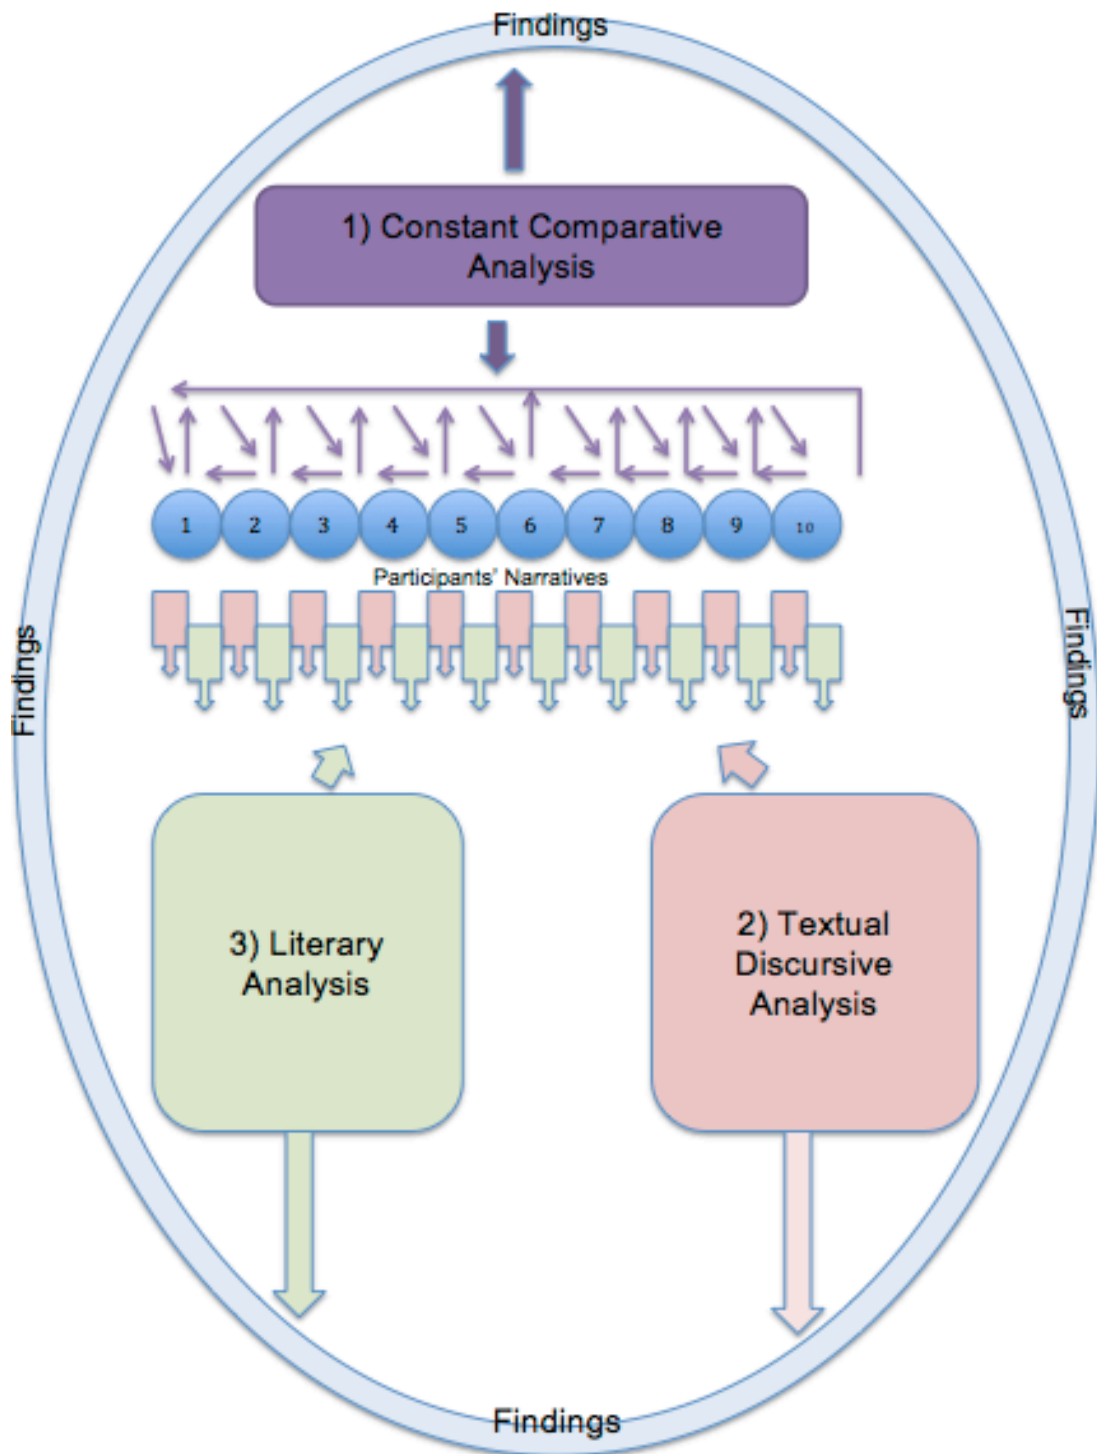 Findings
1) Constant Comparative
Analysis
1 2 3 4 5 6 7 8 9 10
Participants' Narratives
Findings
Findings
3) Literary
Analysis
2) Textual
Discursive
Analysis
Findings